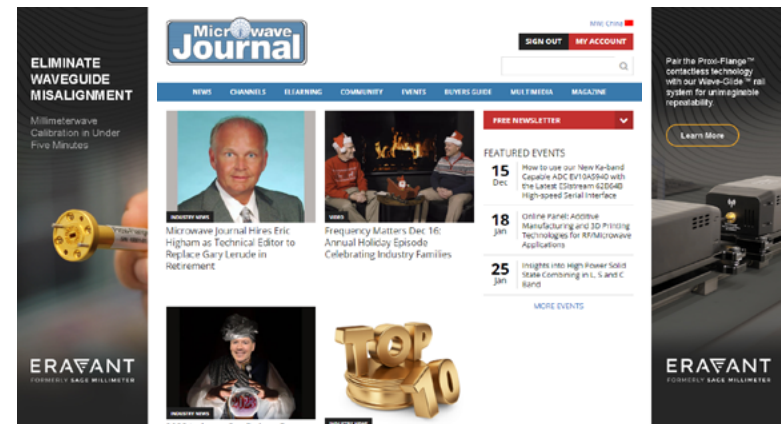 ELIMINATE
WAVEGUIDE
MISALIGNMENT
Millimeterwave
Calibration in Under
Five Minutes
ERAVANT
FORMERLY SAGE MILLIMETER
Microwave
Journal
MWJ China
SIGN OUT
MY ACCOUNT
NEWS
CHANNELS
ELEARNING
COMMUNITY
EVENTS
BUYERS GUIDE
MULTIMEDIA
MAGAZINE
INDUSTRY NEWS
Microwave Journal Hires Eric
Higham as Technical Editor to
Replace Gary Lerude in
Retirement
VIDEO
Frequency Matters Dec 16:
Annual Holiday Episode
Celebrating Industry Families
FREE NEWSLETTER
FEATURED EVENTS
15
Dec
How to use our New Ka-band
Capable ADC EV10AS940 with
the Latest ESIstream 62B64B
High-speed Serial Interface
18
Jan
Online Panel: Additive
Manufacturing and 3D Printing
Technologies for RF/Microwave
Applications
25
Jan
Insights into High Power Solid
State Combining in L, S and C
Band
MORE EVENTS
INDUSTRY NEWS
TOP
10
INDUSTRY NEWS
Pair the Proxi-Flange™
contactless technology
with our Wave-Glide™ rail
system for unimaginable
repeatability
Learn More
ERAVANT
FORMERLY SAGE MILLIMETER